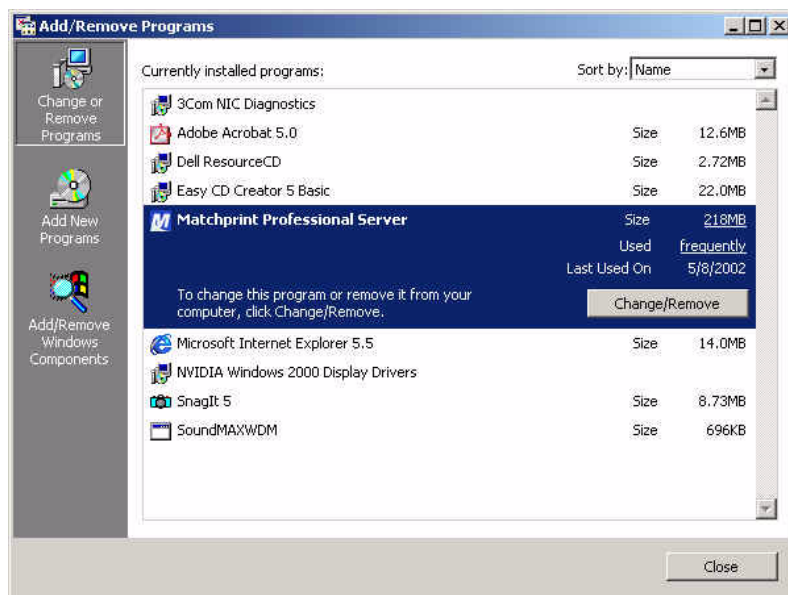 Add/Remove Programs
Change or
Remove
Programs
Add New
Programs
Add/Remove
Windows
Components
Currently installed programs:
Sort by: Name
3Com NIC Diagnostics
Adobe Acrobat 5.0 Size 12.6MB
Dell ResourceCD Size 2.72MB
Easy CD Creator 5 Basic Size 22.0MB
Matchprint Professional Server Size 218MB
Used frequently
Last Used On 5/8/2002
To change this program or remove it from your
computer, click Change/Remove.
Change/Remove
Microsoft Internet Explorer 5.5 Size 14.0MB
NVIDIA Windows 2000 Display Drivers
SnagIt 5 Size 8.73MB
SoundMAXWDM Size 696KB
Close